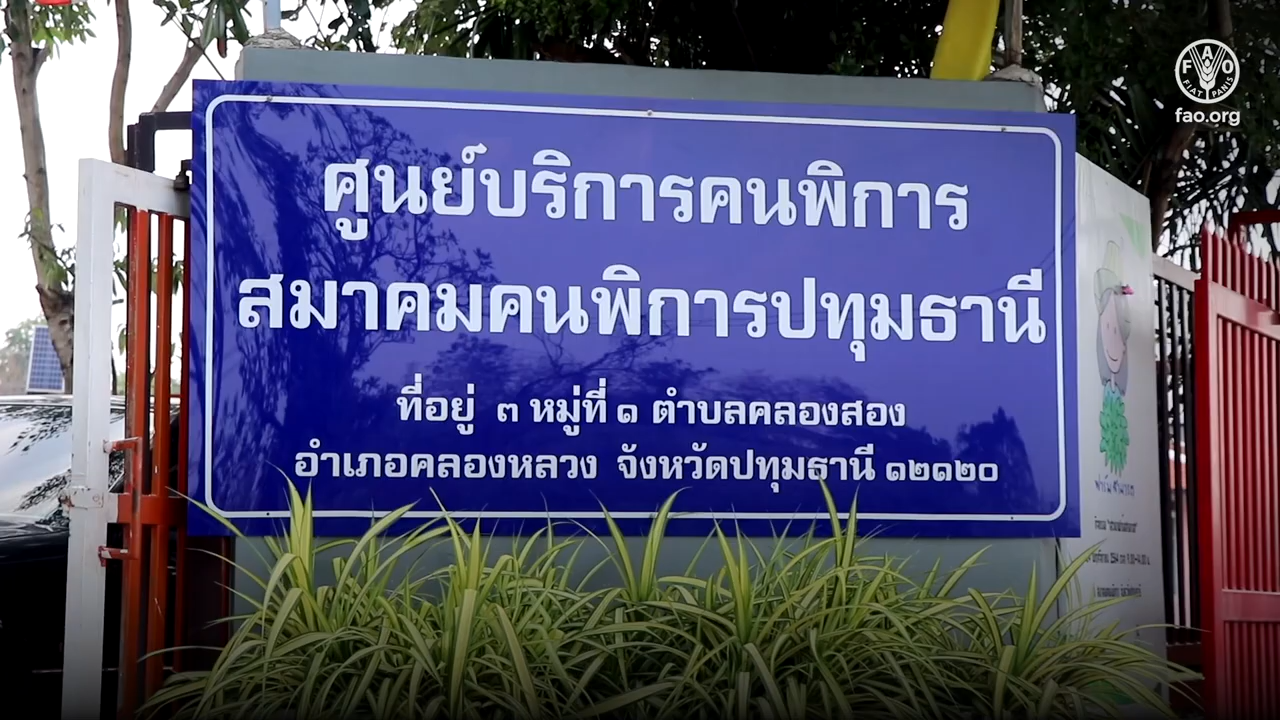 FAO
FIAT PANIS
fao.org
ศูนย์บริการคนพิการ
สมาคมคนพิการปทุมธานี
ที่อยู่ ๓ หมู่ที่ ๑ ตำบลคลองสอง
อำเภอคลองหลวง จังหวัดปทุมธานี ๑๒๑๒๐